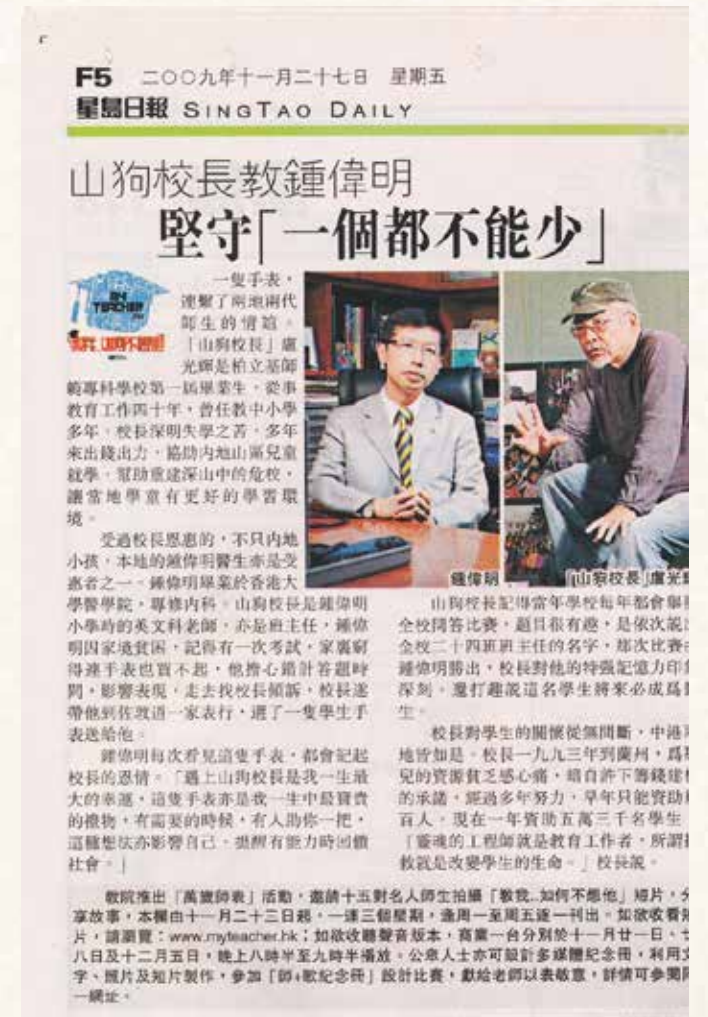 F5 二○○九年十一月二十七日 星期五
星島日報 SINGTAO DAILY
山狗校長教鍾偉明
堅守「一個都不能少」
MY
TEACHER
一隻手表，
連繫了兩地兩代
師生的情誼。
「山狗校長」盧
光輝是柏立基師
範專科學校第一屆畢業生，從事
教育工作四十年，曾任教中小學
多年，校長深明失學之苦，多年
來出錢出力，協助內地山區兒童
就學，幫助重建深山中的危校，
讓當地學童有更好的學習環
境。
受過校長恩惠的，不只內地
小孩，本地的鍾偉明醫生亦是受
惠者之一。鍾偉明畢業於香港大
學醫學院，專修內科。山狗校長是鍾偉明
小學時的英文科老師，亦是班主任，鍾偉
明因家境貧困，記得有一次考試，家裏窮
得連手表也買不起，他擔心錯計答題時
間，影響表現，走去找校長傾訴，校長遂
帶他到佐敦道一家表行，選了一隻學生手
表送給他。
鍾偉明每次看見這隻手表，都會記起
校長的恩情。「遇上山狗校長是我一生最
大的幸運，這隻手表亦是我一生中最寶貴
的禮物，有需要的時候，有人助你一把，
這種想法亦影響自己，提醒有能力時回饋
社會。」
鍾偉明
「山狗校長」盧光
山狗校長記得當年學校每年都會舉
全校問答比賽，題目很有趣，是依次說
全校二十四班班主任的名字，那次比賽
鍾偉明勝出，校長對他的特強記憶力印
深刻，還打趣說這名學生將來必成爲
生。
校長對學生的關懷從無間斷，中港
地皆如是。校長一九九三年到蘭州，爲
兒的資源貧乏感心痛，暗自許下籌錢建
的承諾，經過多年努力，早年只能資助
百人，現在一年資助五萬三千名學生，
「靈魂的工程師就是教育工作者，所謂
教就是改變學生的生命。」校長說。
教院推出「萬寶師表」活動，邀請十五對名人師生拍攝「教我..如何不想他」短片，分
享故事，本欄由十一月二十三日起，一連三個星期，逢周一至周五逐一刊出。如欲收看
片，請瀏覽：www.myteacher.hk；如欲收聽聲音版本，商業一台分別於十一月廿一日、廿
八日及十二月五日，晚上八時半至九時半播放。公眾人士亦可設計多媒體紀念冊，利用文
字、照片及短片製作，參加「師+歌紀念冊」設計比賽，獻給老師以表敬意，詳情可參閱同
一網址。